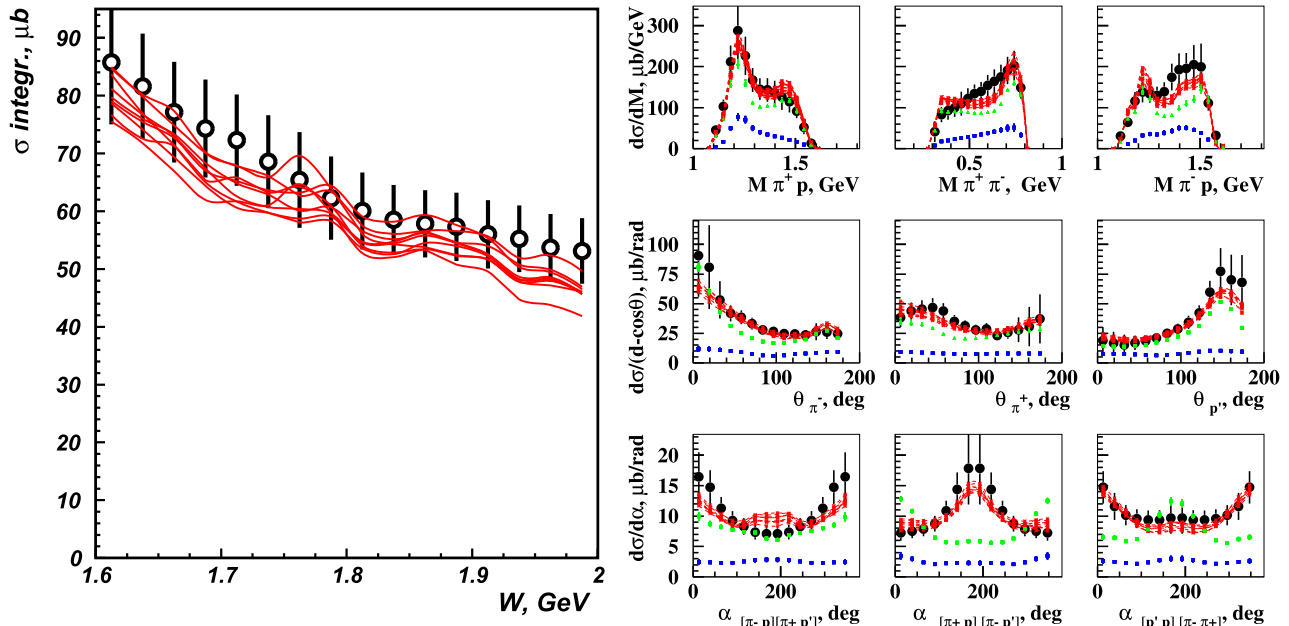 σ integr., μb
90
80
70
60
50
40
30
20
10
0
1.6 1.7 1.8 1.9 2
W, GeV
dσ/dM, μb/GeV
300
200
100
0
1 1.5
M π+ p, GeV
0.5 1
M π+ π-, GeV
1 1.5
M π- p, GeV
dσ/(d-cosθ), μb/rad
100
75
50
25
0
0 100 200
θ π-, deg
0 100
θ π+, deg
0 100 200
θ p', deg
dσ/dα, μb/rad
20
15
10
5
0
200
α [π- p][π+ p'], deg
200
α [π+ p] [π- p'], deg
200
α [p' p] [π- π+], deg